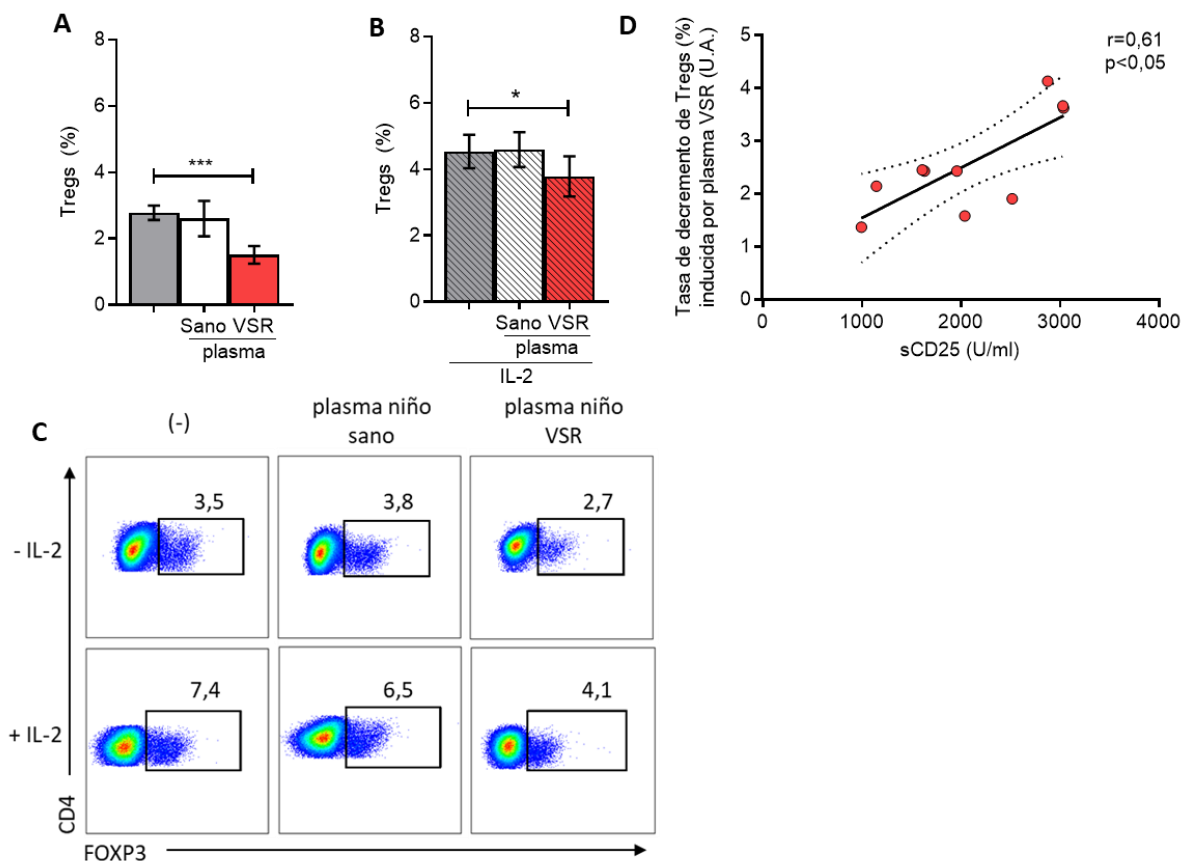 A
Tregs (%)
8
6
4
2
0
***
Sano VSR
plasma
B
Tregs (%)
8
6
4
2
0
*
Sano VSR
plasma
IL-2
D
Tasa de decremento de Tregs (%)
inducida por plasma VSR (U.A.)
5
4
3
2
1
0
r=0,61
p<0,05
0 1000 2000 3000 4000
sCD25 (U/ml)
C
(-)
plasma niño
sano
plasma niño
VSR
- IL-2
3,5
3,8
2,7
+ IL-2
7,4
6,5
4,1
CD4
FOXP3